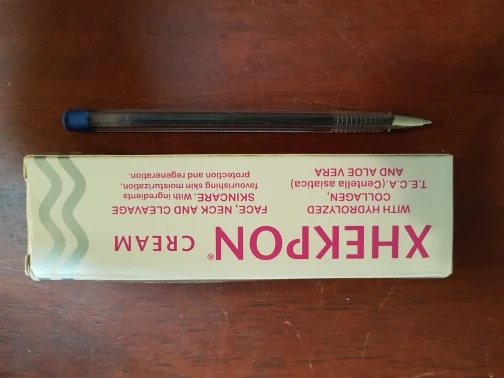 XHEKPON® CREAM
WITH HYDROLYZED
COLLAGEN,
T.E.C.A.(Centella asiatica)
AND ALOE VERA
FACE, NECK AND CLEAVAGE
SKINCARE. With ingredients
favourishing skin moisturization,
protection and regeneration.